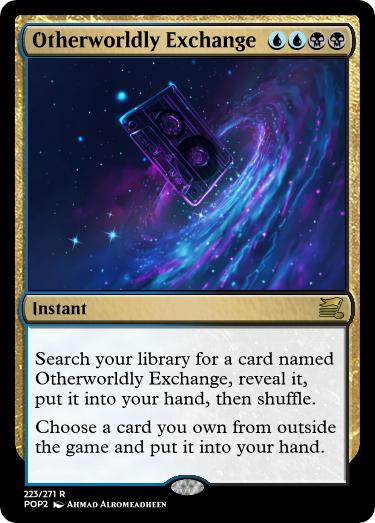 Otherworldly Exchange
Instant
Search your library for a card named
Otherworldly Exchange, reveal it,
put it into your hand, then shuffle.
Choose a card you own from outside
the game and put it into your hand.
223/271 R
POP2 Ahmad Alromeadheen